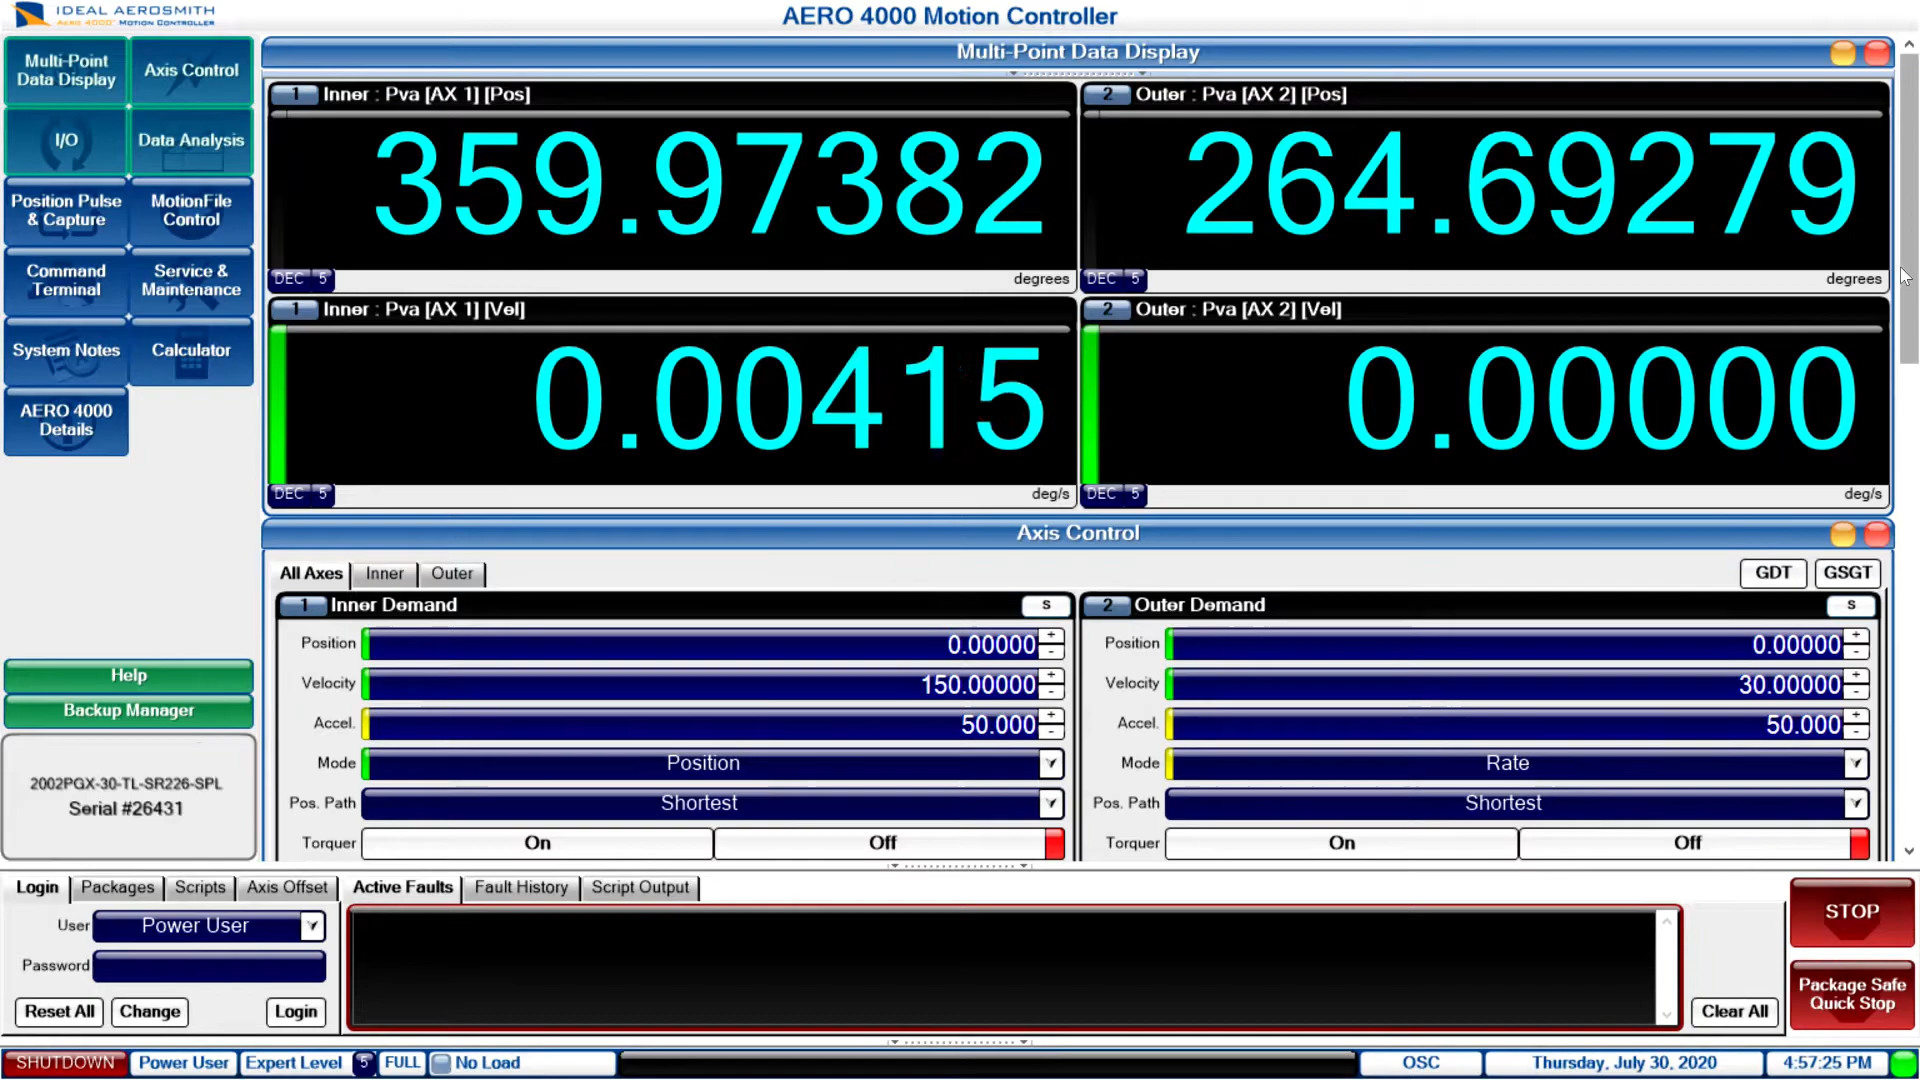 IDEAL AEROSMITH
AERO 4000™ MOTION CONTROLLER
AERO 4000 Motion Controller
Multi-Point Data Display
Axis Control
I/O
Data Analysis
Position Pulse & Capture
MotionFile Control
Command Terminal
Service & Maintenance
System Notes
Calculator
AERO 4000 Details
Help
Backup Manager
2002PGX-30-TL-SR226-SPL
Serial #26431
Multi-Point Data Display
1 Inner : Pva [AX 1] [Pos]
359.97382
DEC 5 degrees
2 Outer : Pva [AX 2] [Pos]
264.69279
DEC 5 degrees
1 Inner : Pva [AX 1] [Vel]
0.00415
DEC 5 deg/s
2 Outer : Pva [AX 2] [Vel]
0.00000
DEC 5 deg/s
Axis Control
All Axes Inner Outer GDT GSGT
1 Inner Demand S
Position 0.00000 + -
Velocity 150.00000 + -
Accel. 50.000 + -
Mode Position
Pos. Path Shortest
Torquer On Off
2 Outer Demand S
Position 0.00000 + -
Velocity 30.00000 + -
Accel. 50.000 + -
Mode Rate
Pos. Path Shortest
Torquer On Off
Login Packages Scripts Axis Offset
User Power User
Password
Reset All Change Login
Active Faults Fault History Script Output
Clear All
STOP
Package Safe
Quick Stop
SHUTDOWN Power User Expert Level 5 FULL No Load OSC Thursday, July 30, 2020 4:57:25 PM